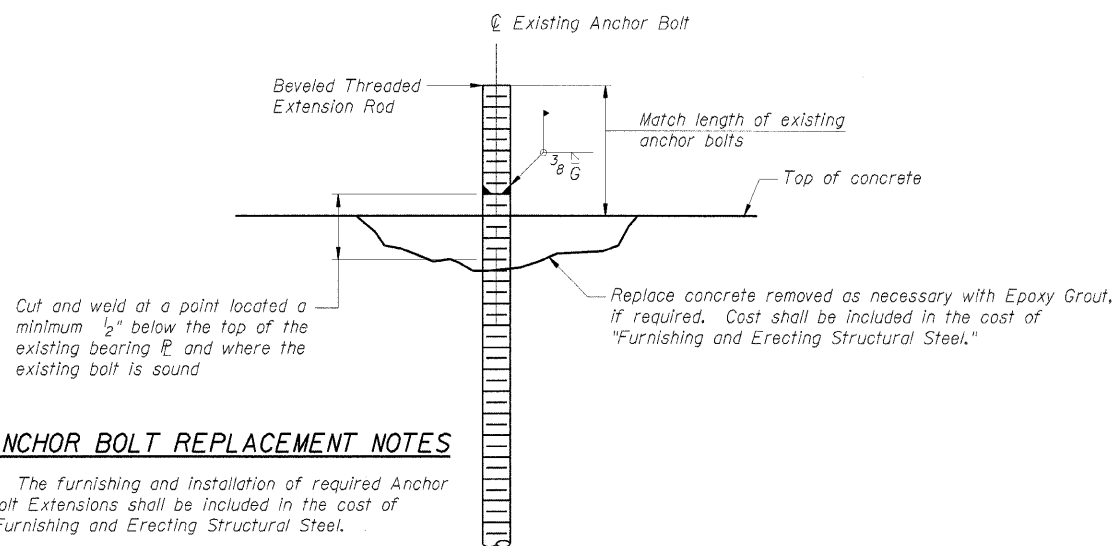 ℄ Existing Anchor Bolt
Beveled Threaded
Extension Rod
Match length of existing
anchor bolts
3/8 G
Top of concrete
Cut and weld at a point located a
minimum 1/2" below the top of the
existing bearing ⅊ and where the
existing bolt is sound
Replace concrete removed as necessary with Epoxy Grout,
if required. Cost shall be included in the cost of
"Furnishing and Erecting Structural Steel."
NCHOR BOLT REPLACEMENT NOTES
The furnishing and installation of required Anchor
olt Extensions shall be included in the cost of
Furnishing and Erecting Structural Steel.